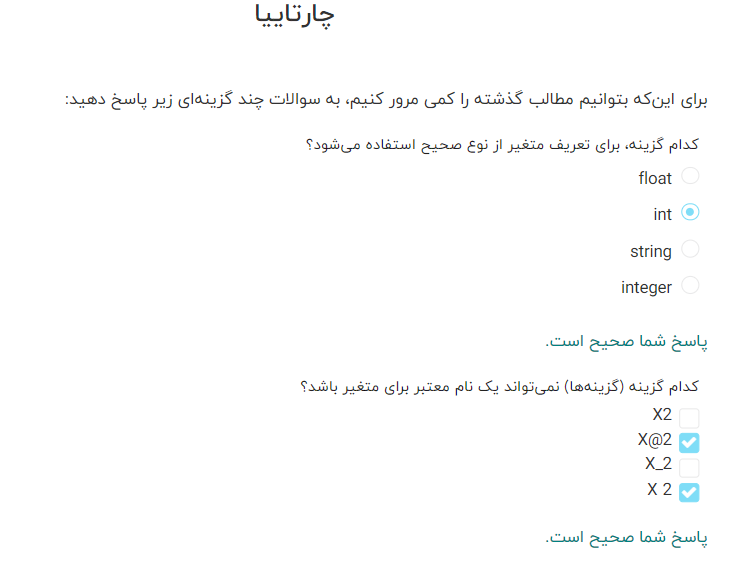 چارتاییا
برای این‌که بتوانیم مطالب گذشته را کمی مرور کنیم، به سوالات چند گزینه‌ای زیر پاسخ دهید:
کدام گزینه، برای تعریف متغیر از نوع صحیح استفاده می‌شود؟
float
int
string
integer
پاسخ شما صحیح است.
کدام گزینه (گزینه‌ها) نمی‌تواند یک نام معتبر برای متغیر باشد؟
X2
X@2
X_2
X 2
پاسخ شما صحیح است.